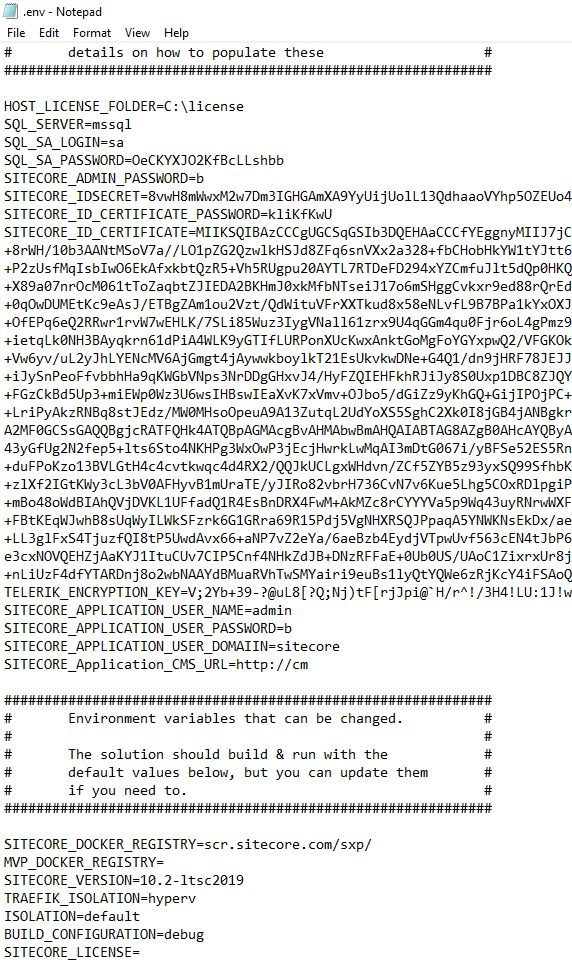 .env - Notepad
File Edit Format View Help
# details on how to populate these #
#############################################################
HOST_LICENSE_FOLDER=C:\license
SQL_SERVER=mssql
SQL_SA_LOGIN=sa
SQL_SA_PASSWORD=OeCKYXJO2KfBcLLshbb
SITECORE_ADMIN_PASSWORD=b
SITECORE_IDSECRET=8vwH8mWwxM2w7Dm3IGHGAmXA9YyUijUolL13QdhaaoVYhp5OZEUo4
SITECORE_ID_CERTIFICATE_PASSWORD=kliKfKwU
SITECORE_ID_CERTIFICATE=MIIKSQIBAzCCCgUGCSqGSIb3DQEHAaCCCfYEggnyMIIJ7jC
+8rWH/10b3AANtMSoV7a//LO1pZG2QzwlkHSJd8ZFq6snVXx2a328+fbCHobHkYW1tYJtt6
+P2zUsfMqIsbIwO6EkAfxkbtQzR5+Vh5RUgpu20AYTL7RTDeFD294xYZCmfuJlt5dQp0HKQ
+X89a07nrOcM061tToZaqbtZJIEDA2BKHmJ0xkMfbNTseiJ17o6mSHggCvkxr9ed88rQrEd
+0qOwDUMEtKc9eAsJ/ETBgZAm1ou2Vzt/QdWituVFrXXTkud8x58eNLvfL9B7BPa1kYxOXJ
+OfEPq6eQ2RRwr1rvW7wEHLK/7SLi85Wuz3IygVNall61zrx9U4qGGm4qu0Fjr6oL4gPmz9
+ietqLk0NH3BAyqkrn61dPiA4WLK9yGTIfLURPonXUcKwxAnktGoMgFoYGYxpwQ2/VFGKOk
+Vw6yv/uL2yJhLYENcMV6AjGmgt4jAywwkboylkT21EsUkvkwDNe+G4Q1/dn9jHRF78JEJJ
+iJySnPeoFfvbbhHa9qKWGbVNps3NrDDgGHxvJ4/HyFZQIEHFkhRJiJy8S0Uxp1DBC8ZJQY
+FGzCkBd5Up3+miEWp0Wz3U6wsIHBswIEaXvK7xVmv+OJbo5/dGiZz9yKhGQ+GijIPOjPC+
+LriPyAkzRNBq8stJEdz/MW0MHsoOpeuA9A13ZutqL2UdYoXS5SghC2Xk0I8jGB4jANBgkr
A2MF0GCSsGAQQBgjcRATFQHk4ATQBpAGMAcgBvAHMAbwBmAHQAIABTAG8AZgB0AHcAYQByA
43yGfUg2N2fep5+lts6Sto4NKHPg3WxOwP3jEcjHwrkLwMqAI3mDtG067i/yBFSe52ES5Rn
+duFPoKzo13BVLGtH4c4cvtkwqc4d4RX2/QQJkUCLgxWHdvn/ZCf5ZYB5z93yxSQ99SfhbK
+zlXf2IGtKWy3cL3bV0AFHyvB1mUraTE/yJIRo82vbrH736CvN7v6Kue5Lhg5COxRDlpgiP
+mBo48oWdBIAhQVjDVKL1UFfadQ1R4EsBnDRX4FwM+AkMZc8rCYYYVa5p9Wq43uyRNrwWXF
+FBtKEqWJwhB8sUqWyILWkSFzrk6G1GRra69R15Pdj5VgNHXRSQJPpaqA5YNWKNsEkDx/ae
+LL3glFxS4TjuzfQI8tP5UwdAvx66+aNP7vZ2eYa/6aeBzb4EydjVTpwUvf563cEN4tJbP6
e3cxNOVQEHZjAaKYJ1ItuCUv7CIP5Cnf4NHkZdJB+DNzRFFaE+0Ub0US/UAoC1ZixrxUr8j
+nLiUzF4dfYTARDnj8o2wbNAAYdBMuaRVhTwSMYairi9euBs1lyQtYQWe6zRjKcY4iFSAoQ
TELERIK_ENCRYPTION_KEY=V;2Yb+39-?@uL8[?Q;Nj)tF[rjJpi@`H/r^!/3H4!LU:1J!w
SITECORE_APPLICATION_USER_NAME=admin
SITECORE_APPLICATION_USER_PASSWORD=b
SITECORE_APPLICATION_USER_DOMAIIN=sitecore
SITECORE_Application_CMS_URL=http://cm
#############################################################
# Environment variables that can be changed. #
# #
# The solution should build & run with the #
# default values below, but you can update them #
# if you need to. #
#############################################################
SITECORE_DOCKER_REGISTRY=scr.sitecore.com/sxp/
MVP_DOCKER_REGISTRY=
SITECORE_VERSION=10.2-ltsc2019
TRAEFIK_ISOLATION=hyperv
ISOLATION=default
BUILD_CONFIGURATION=debug
SITECORE_LICENSE=